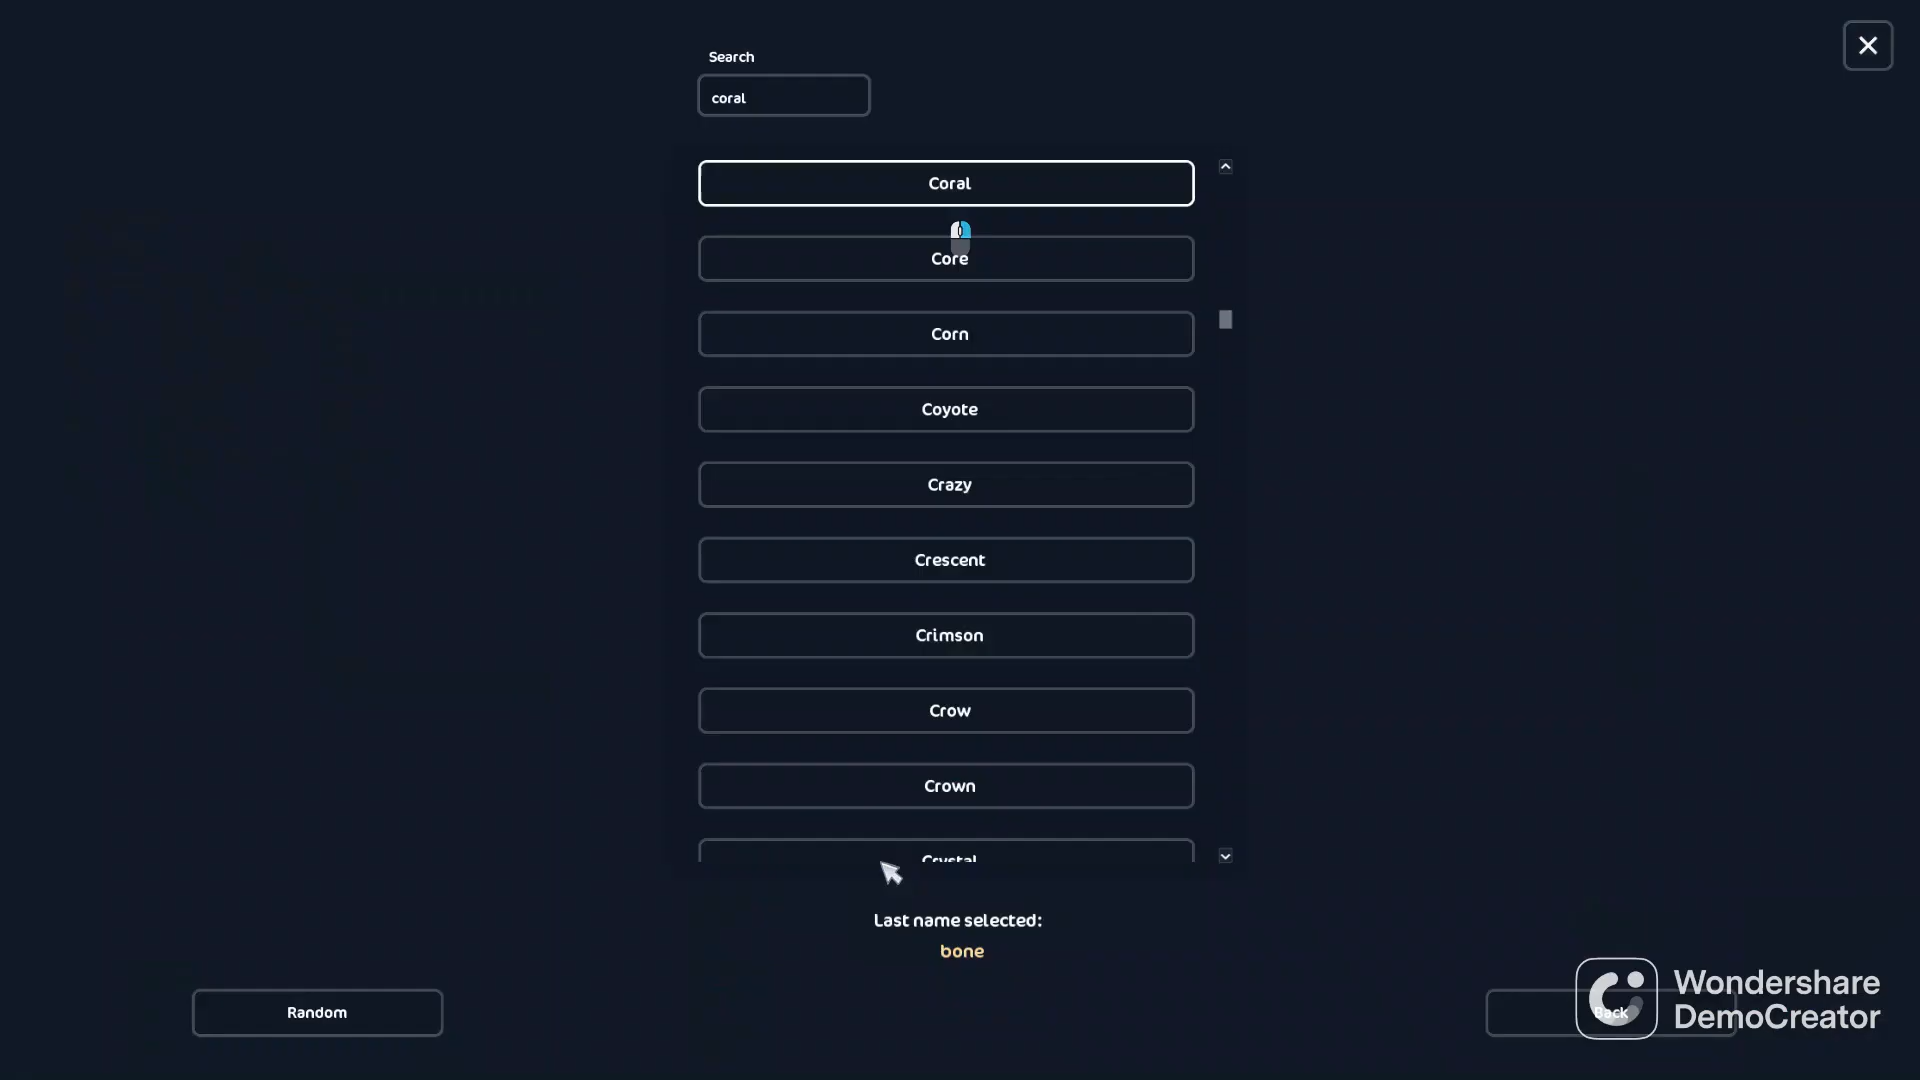 Search
coral
Coral
Core
Corn
Coyote
Crazy
Crescent
Crimson
Crow
Crown
Crystal
Last name selected:
bone
Random
Back
Wondershare
DemoCreator